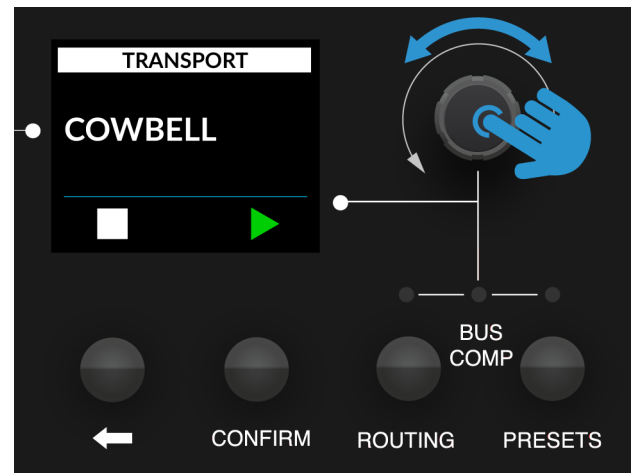 TRANSPORT
COWBELL
BUS
COMP
CONFIRM
ROUTING
PRESETS